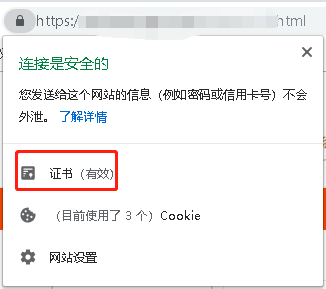 https:
html
连接是安全的
您发送给这个网站的信息（例如密码或信用卡号）不会
外泄。 了解详情
证书（有效）
（目前使用了 3 个）Cookie
网站设置